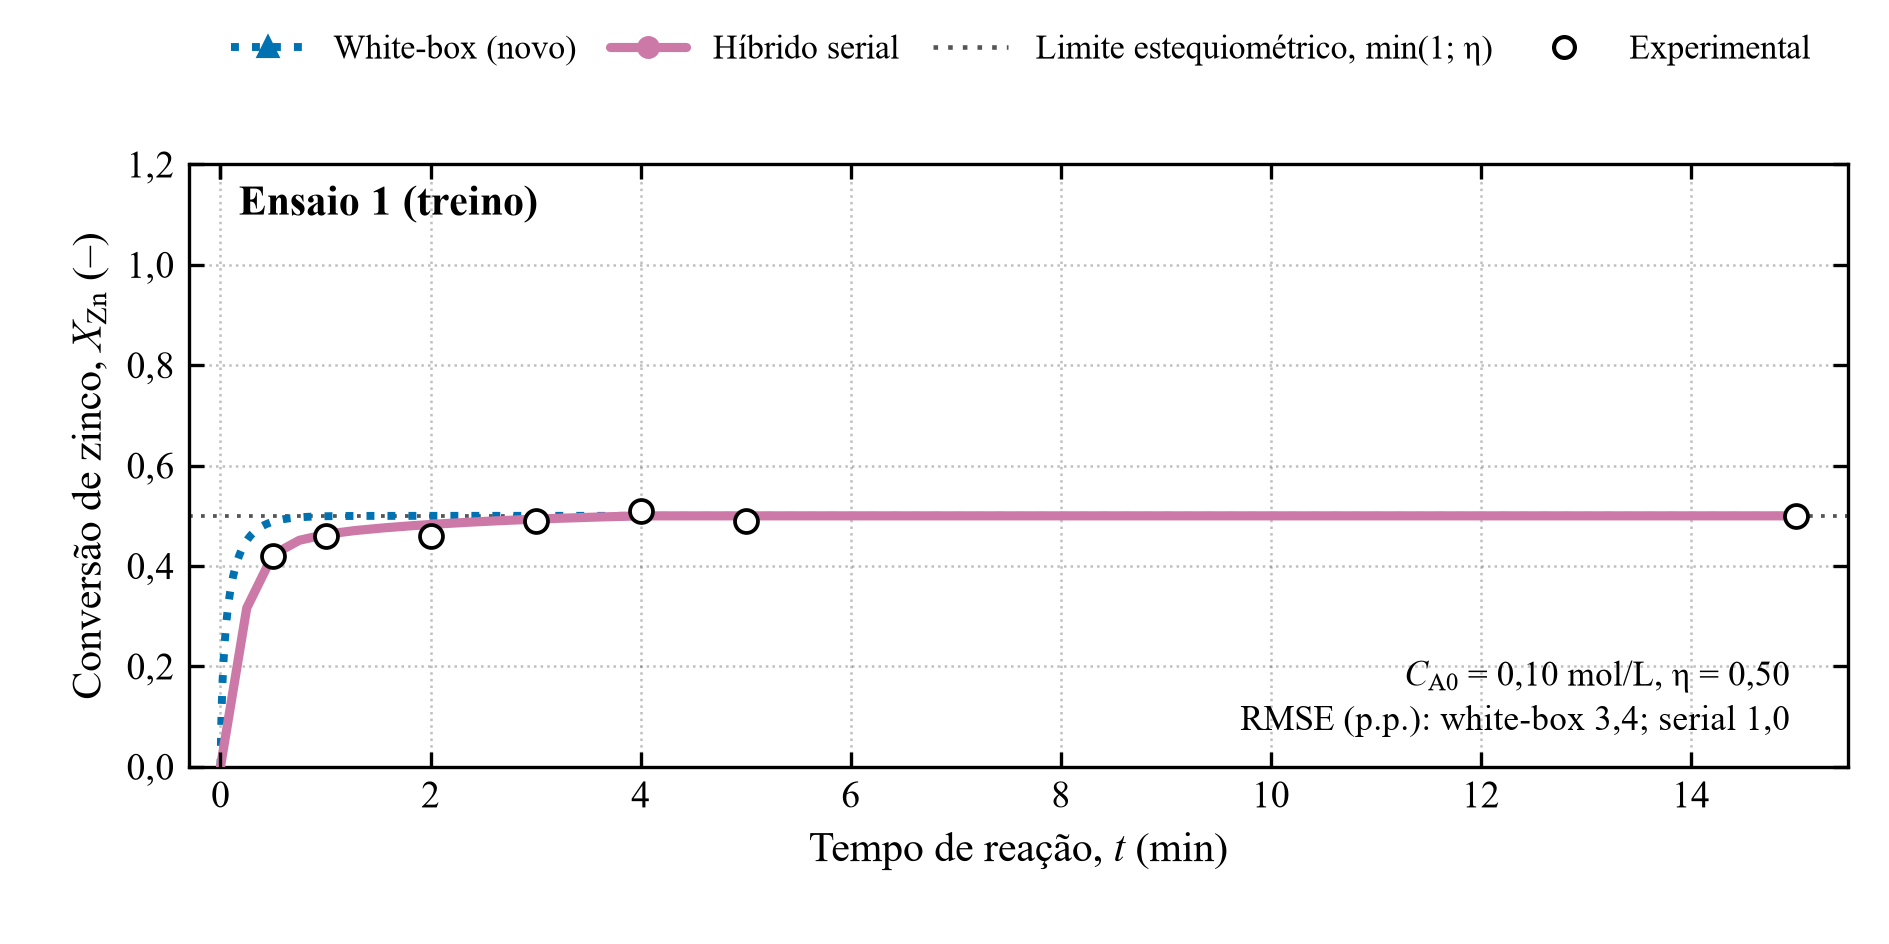 White-box (novo) Híbrido serial Limite estequiométrico, min(1; η) Experimental
Ensaio 1 (treino)
Conversão de zinco, XZn (−)
1,2
1,0
0,8
0,6
0,4
0,2
0,0
CA0 = 0,10 mol/L, η = 0,50
RMSE (p.p.): white-box 3,4; serial 1,0
0 2 4 6 8 10 12 14
Tempo de reação, t (min)